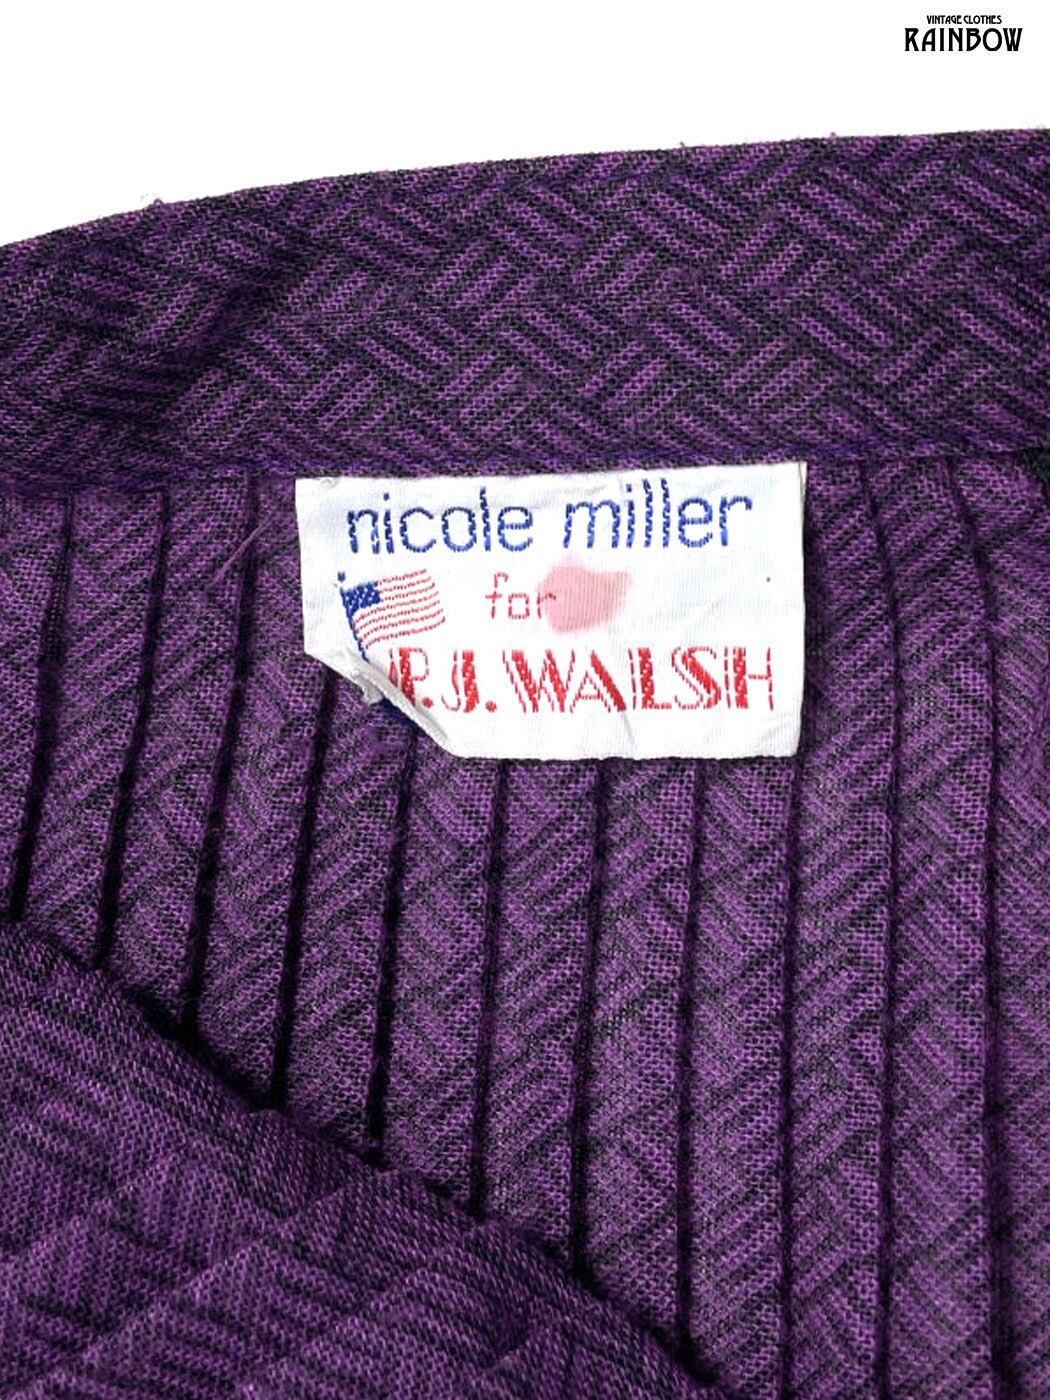 VINTAGE CLOTHES
RAINBOW
nicole miller
for
P.J. WALSH